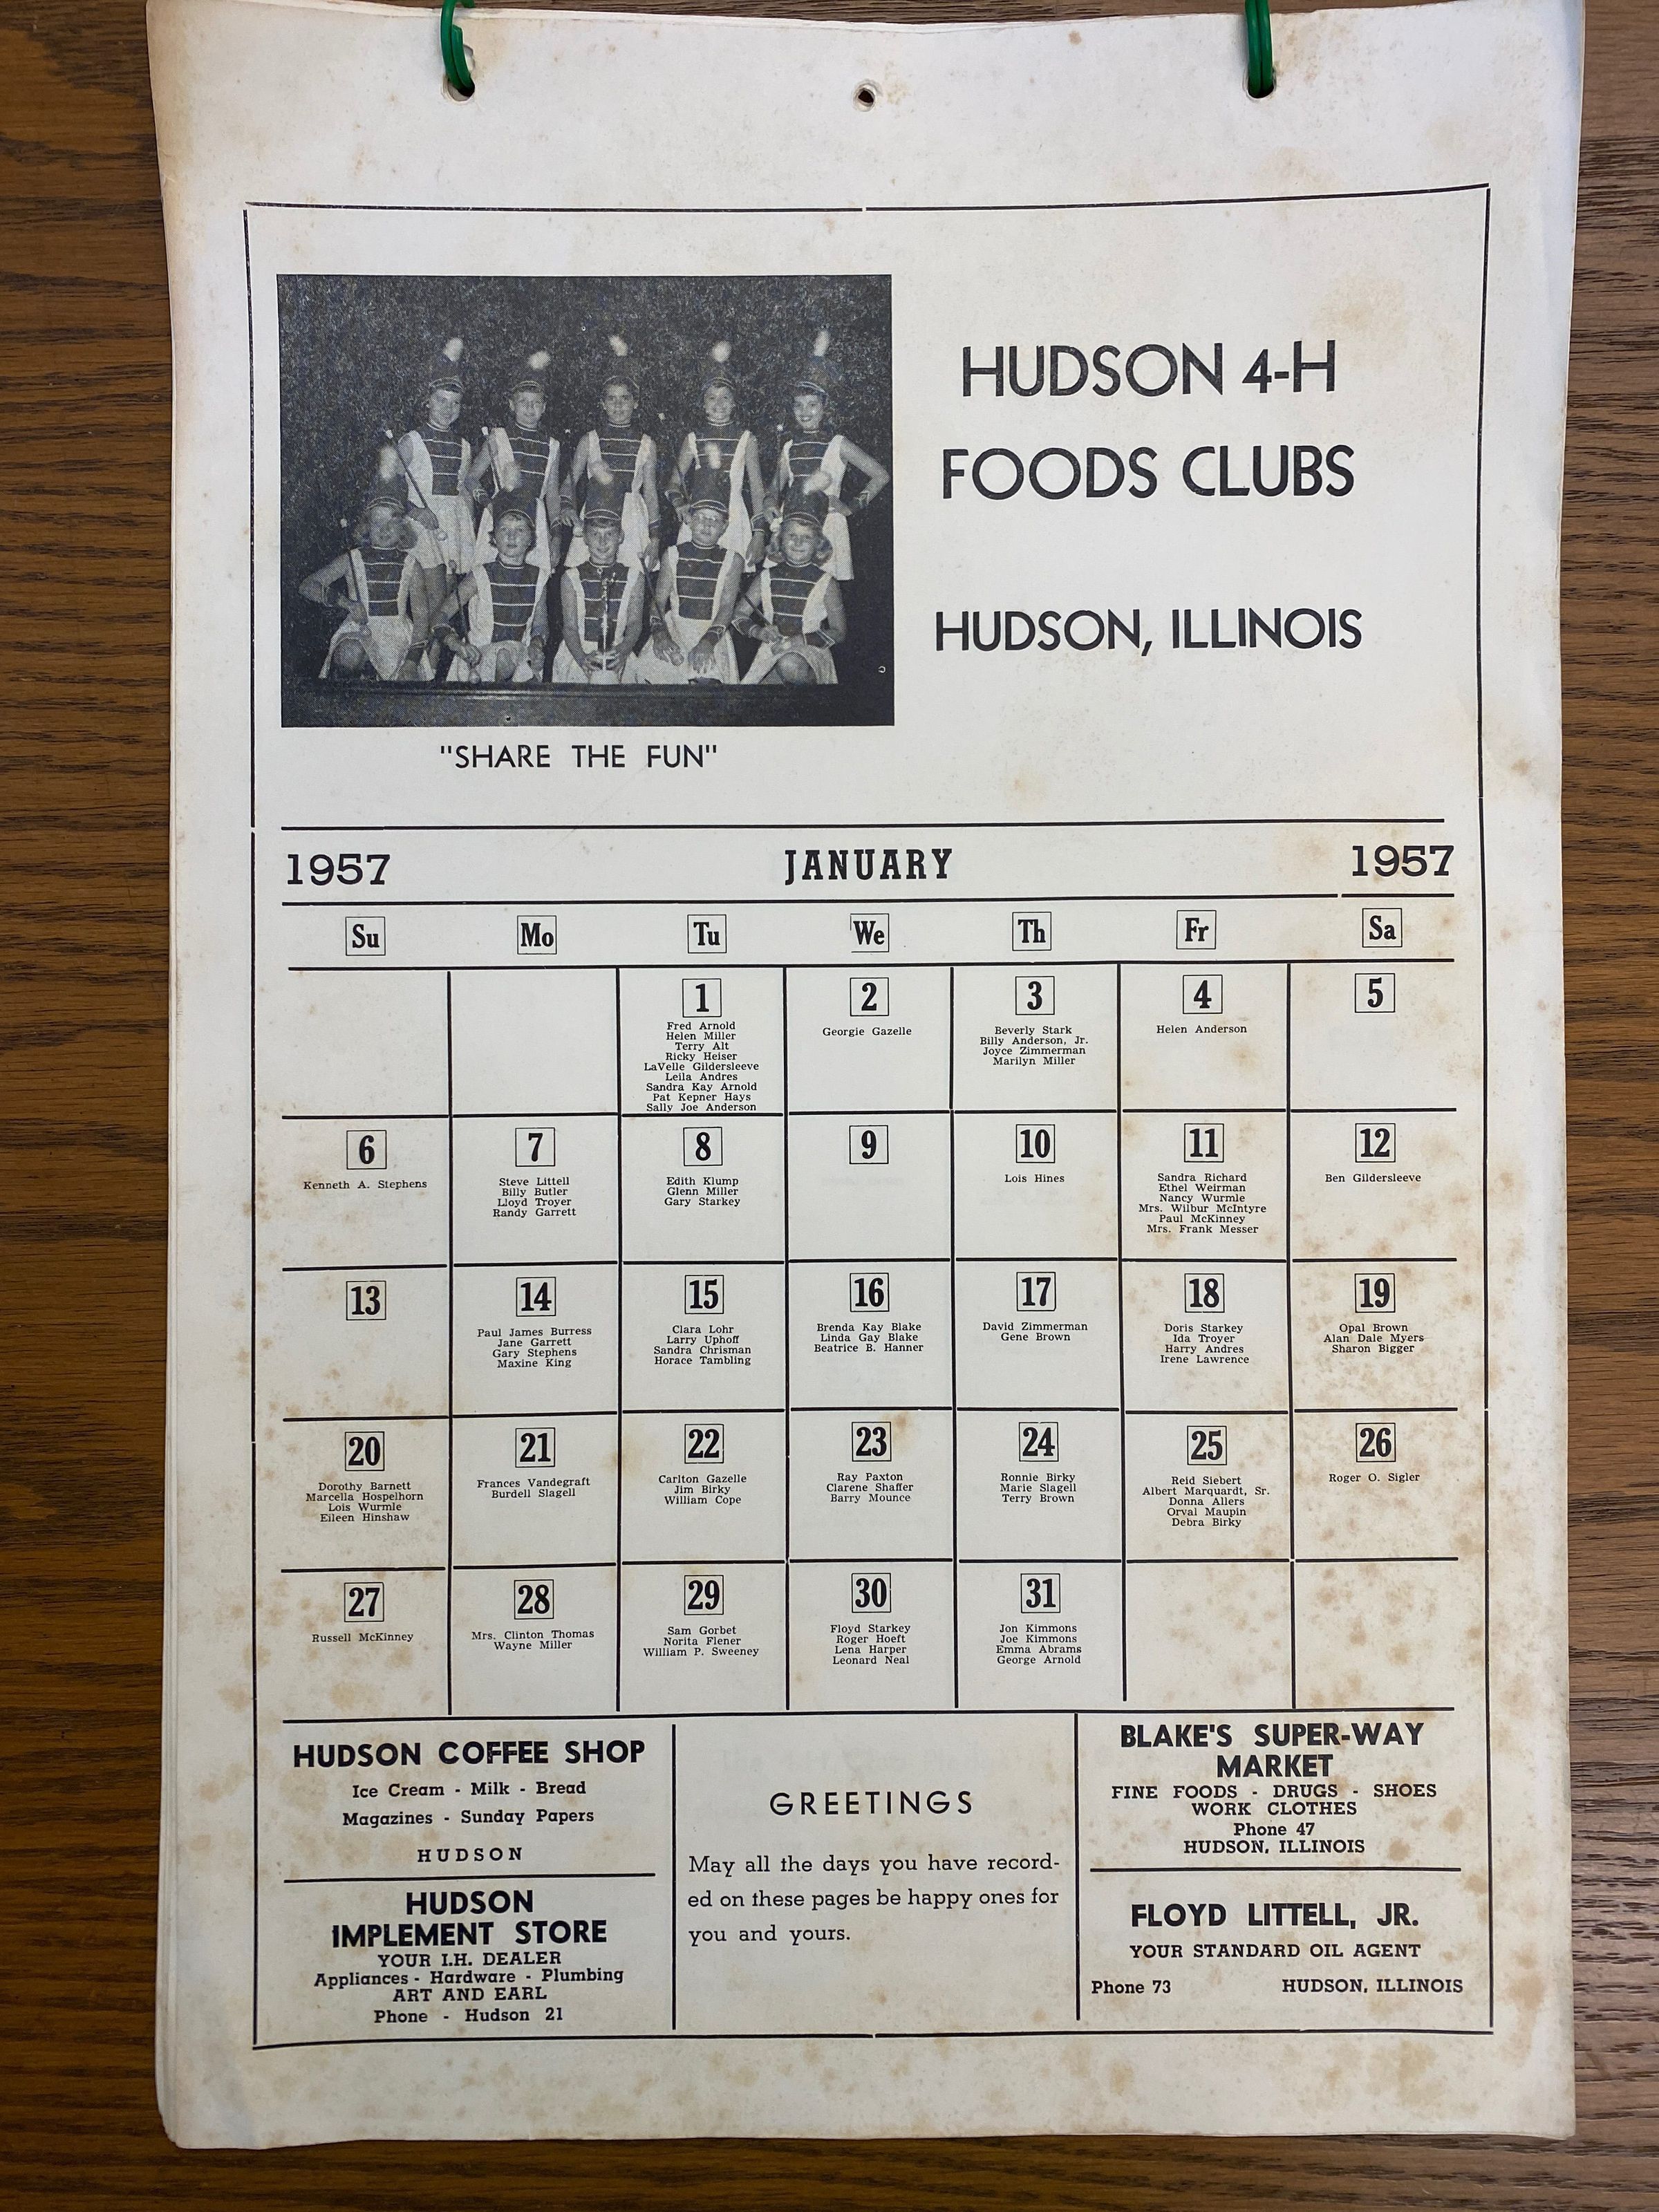 HUDSON 4-H
FOODS CLUBS
HUDSON, ILLINOIS
"SHARE THE FUN"
1957 JANUARY 1957
Su Mo Tu We Th Fr Sa
1
Fred Arnold
Helen Miller
Terry Alt
Ricky Heiser
LaVelle Gildersleeve
Leila Andres
Sandra Kay Arnold
Pat Kepner Hays
Sally Joe Anderson
2
Georgie Gazelle
3
Beverly Stark
Billy Anderson, Jr.
Joyce Zimmerman
Marilyn Miller
4
Helen Anderson
5
6
Kenneth A. Stephens
7
Steve Littell
Billy Butler
Lloyd Troyer
Randy Garrett
8
Edith Klump
Glenn Miller
Gary Starkey
9
10
Lois Hines
11
Sandra Richard
Ethel Weirman
Nancy Wurmle
Mrs. Wilbur McIntyre
Paul McKinney
Mrs. Frank Messer
12
Ben Gildersleeve
13
14
Paul James Burress
Jane Garrett
Gary Stephens
Maxine King
15
Clara Lohr
Larry Uphoff
Sandra Chrisman
Horace Tambling
16
Brenda Kay Blake
Linda Gay Blake
Beatrice B. Hanner
17
David Zimmerman
Gene Brown
18
Doris Starkey
Ida Troyer
Harry Andres
Irene Lawrence
19
Opal Brown
Alan Dale Myers
Sharon Bigger
20
Dorothy Barnett
Marcella Hospelhorn
Lois Wurmle
Eileen Hinshaw
21
Frances Vandegraft
Burdell Slagell
22
Carlton Gazelle
Jim Birky
William Cope
23
Ray Paxton
Clarene Shaffer
Barry Mounce
24
Ronnie Birky
Marie Slagell
Terry Brown
25
Reid Siebert
Albert Marquardt, Sr.
Donna Allers
Orval Maupin
Debra Birky
26
Roger O. Sigler
27
Russell McKinney
28
Mrs. Clinton Thomas
Wayne Miller
29
Sam Gorbet
Norita Flener
William P. Sweeney
30
Floyd Starkey
Roger Hoeft
Lena Harper
Leonard Neal
31
Jon Kimmons
Joe Kimmons
Emma Abrams
George Arnold
HUDSON COFFEE SHOP
Ice Cream - Milk - Bread
Magazines - Sunday Papers
HUDSON
HUDSON
IMPLEMENT STORE
YOUR I.H. DEALER
Appliances - Hardware - Plumbing
ART AND EARL
Phone - Hudson 21
GREETINGS
May all the days you have record-
ed on these pages be happy ones for
you and yours.
BLAKE'S SUPER-WAY
MARKET
FINE FOODS - DRUGS - SHOES
WORK CLOTHES
Phone 47
HUDSON, ILLINOIS
FLOYD LITTELL, JR.
YOUR STANDARD OIL AGENT
Phone 73 HUDSON, ILLINOIS